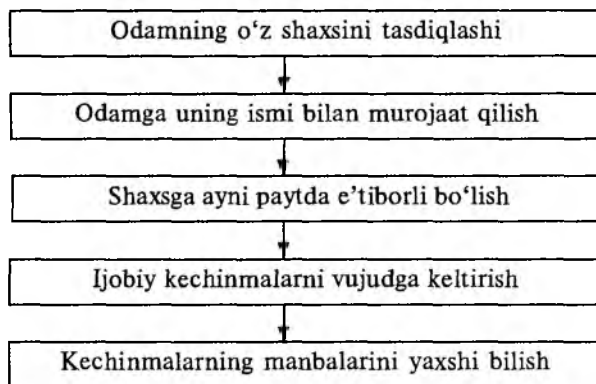 Odamning o‘z shaxsini tasdiqlashi
Odamga uning ismi bilan murojaat qilish
Shaxsga ayni paytda e’tiborli bo‘lish
Ijobiy kechinmalarni vujudga keltirish
Kechinmalarning manbalarini yaxshi bilish